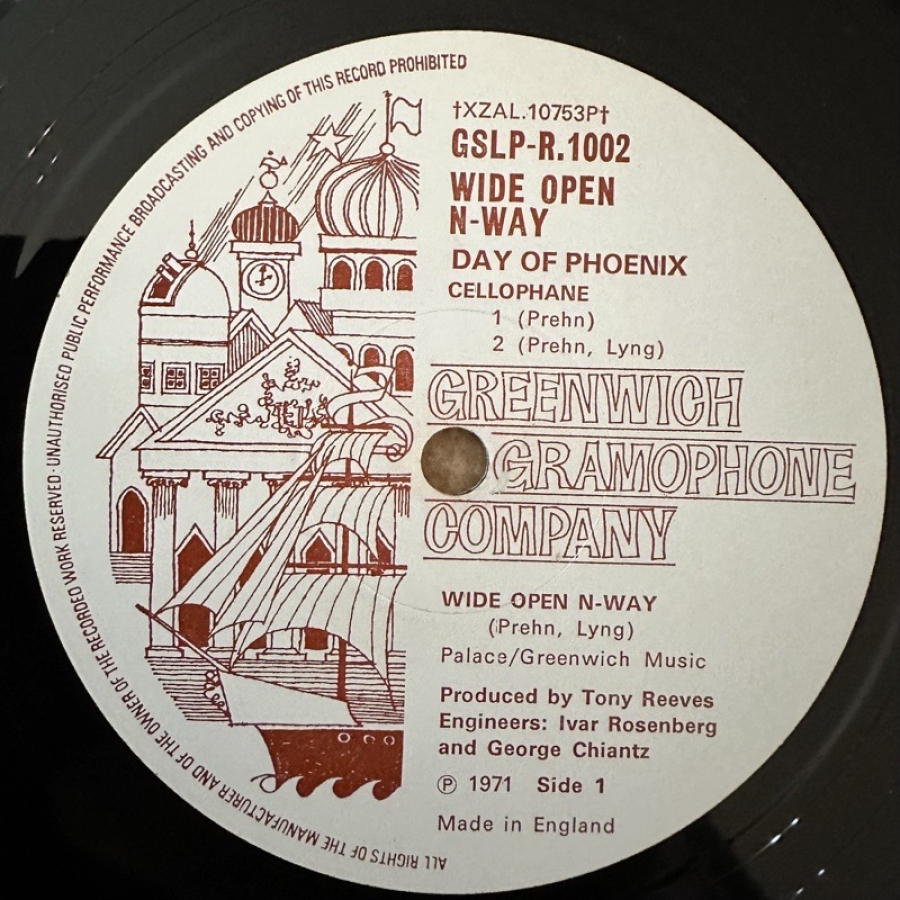 †XZAL.10753P†
GSLP-R.1002
WIDE OPEN
N-WAY
DAY OF PHOENIX
CELLOPHANE
1 (Prehn)
2 (Prehn, Lyng)
GREENWICH
GRAMOPHONE
COMPANY
WIDE OPEN N-WAY
(Prehn, Lyng)
Palace/Greenwich Music
Produced by Tony Reeves
Engineers: Ivar Rosenberg
and George Chiantz
℗ 1971 Side 1
Made in England
ALL RIGHTS OF THE MANUFACTURER AND OF THE OWNER OF THE RECORDED WORK RESERVED · UNAUTHORISED PUBLIC PERFORMANCE BROADCASTING AND COPYING OF THIS RECORD PROHIBITED